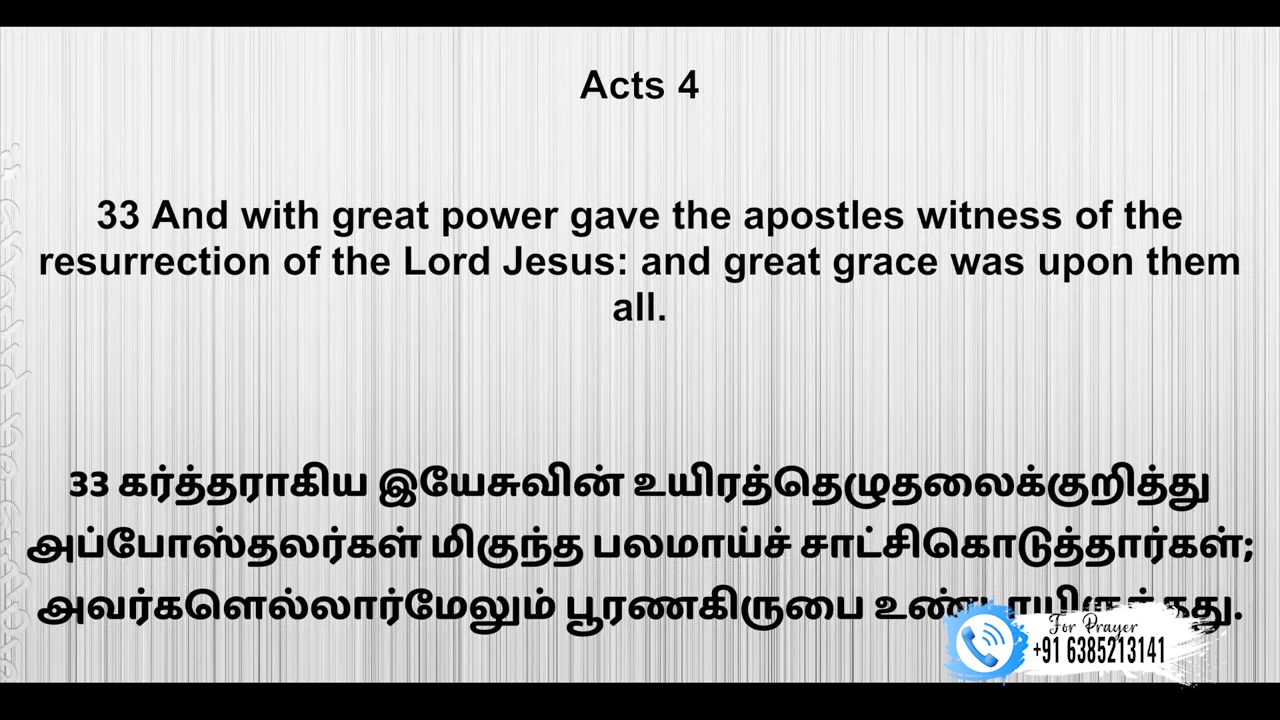 Acts 4
33 And with great power gave the apostles witness of the
resurrection of the Lord Jesus: and great grace was upon them
all.
33 கர்த்தராகிய இயேசுவின் உயிரத்தெழுதலைக்குறித்து
அப்போஸ்தலர்கள் மிகுந்த பலமாய்ச் சாட்சிகொடுத்தார்கள்;
அவர்களெல்லார்மேலும் பூரணகிருபை
For Prayer
+91 6385213141